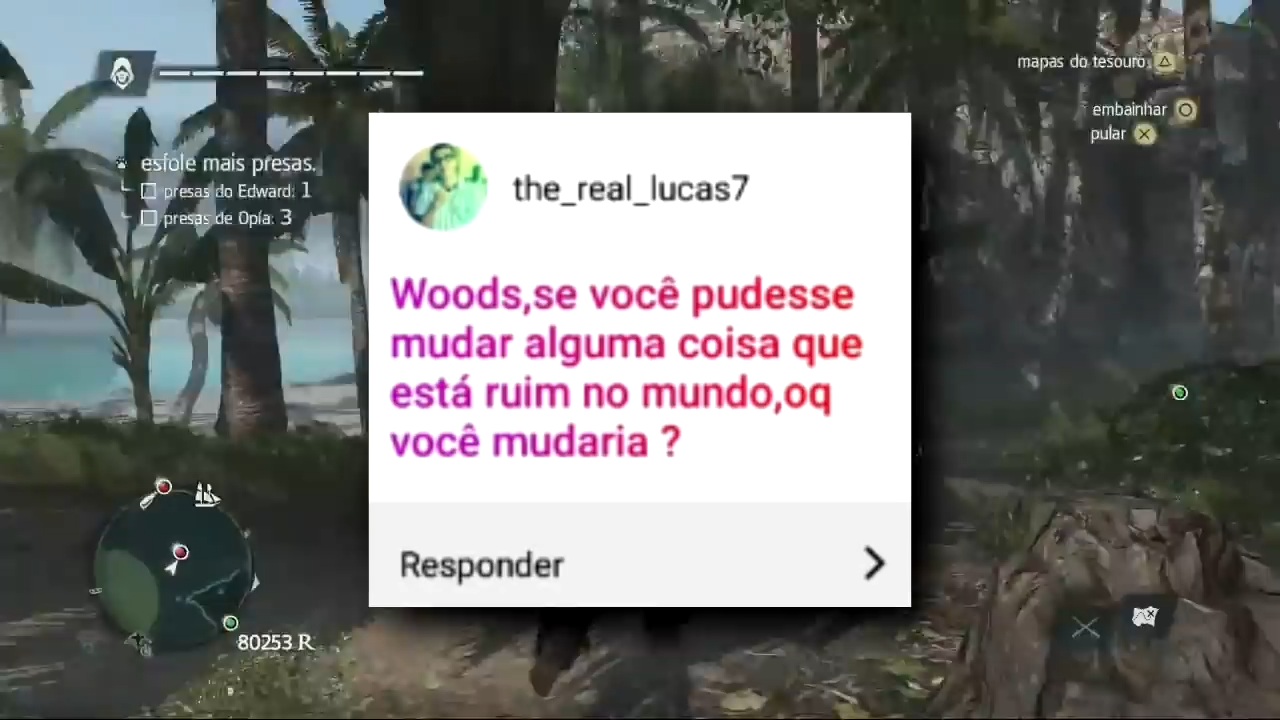 mapas do tesouro
embainhar
pular
esfole mais presas.
presas do Edward: 1
presas de Opía: 3
the_real_lucas7
Woods,se você pudesse
mudar alguma coisa que
está ruim no mundo,oq
você mudaria ?
Responder
80253 R